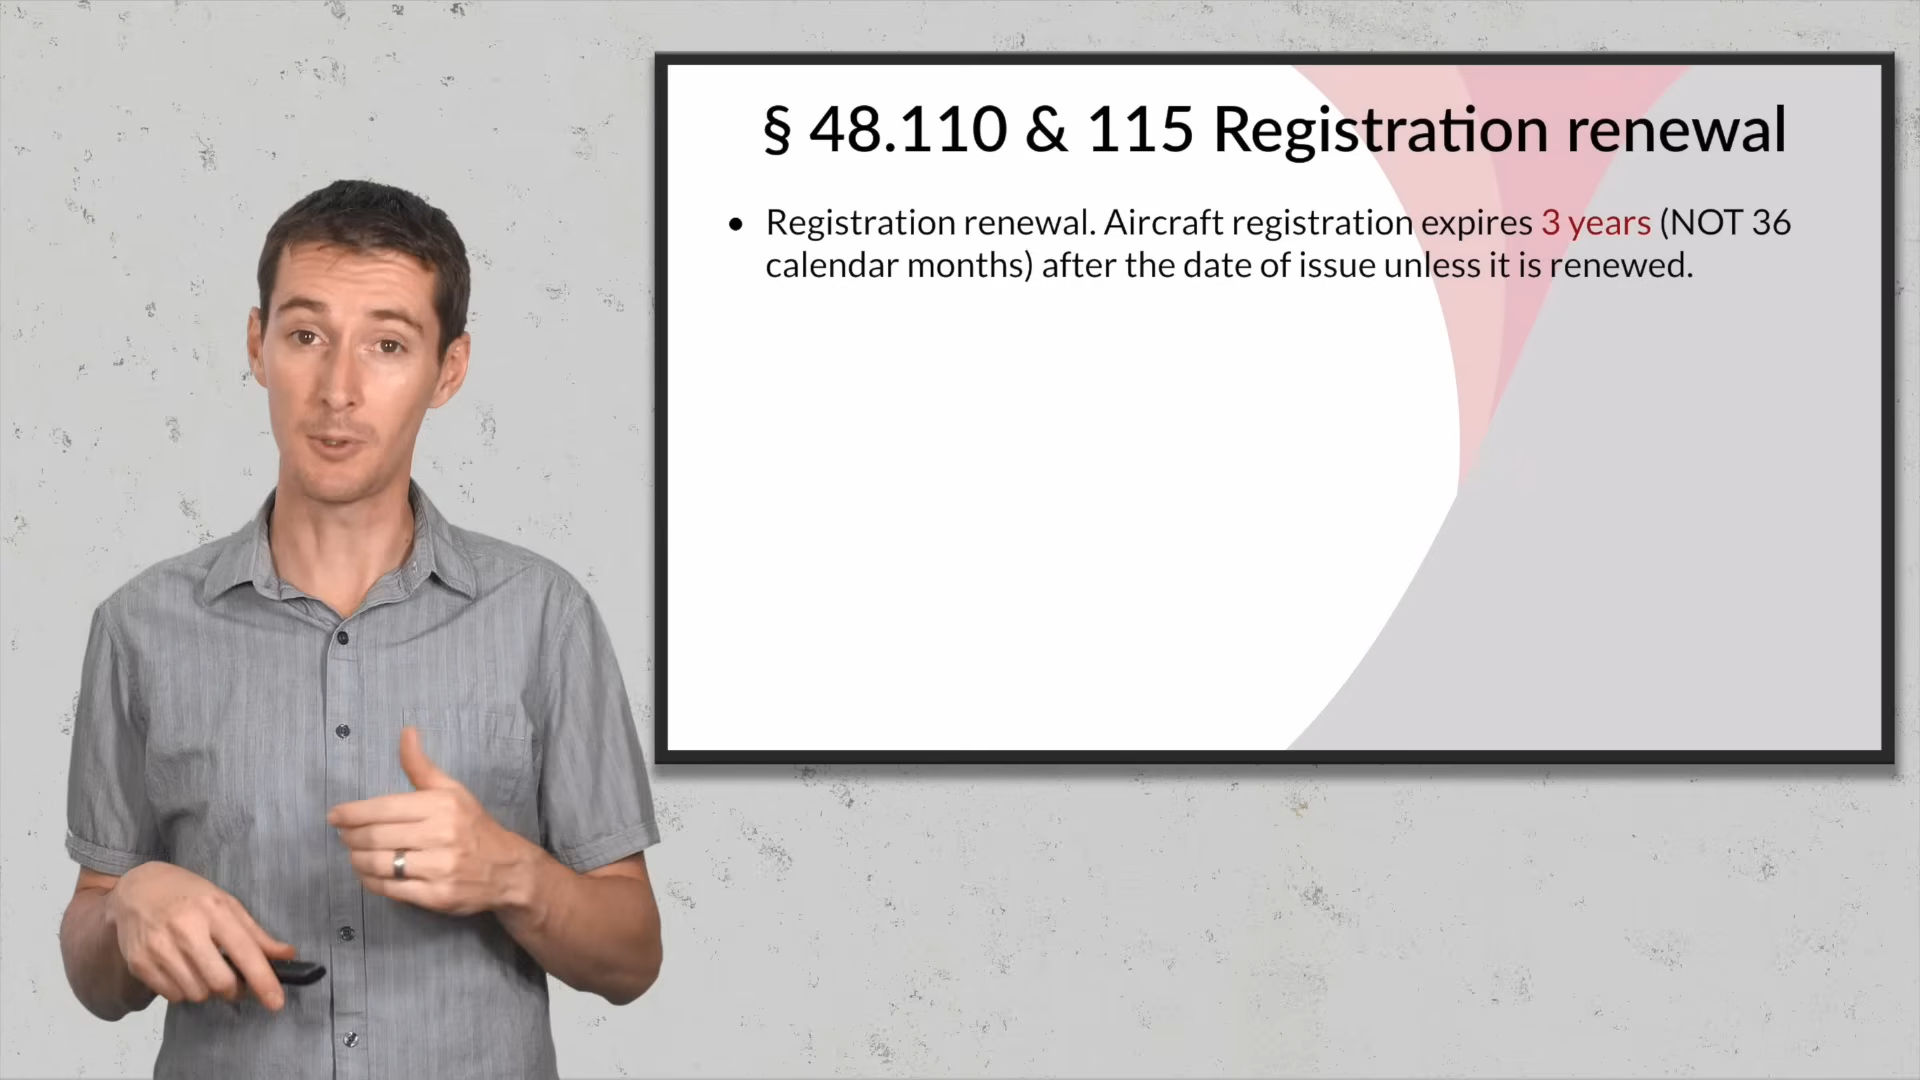 § 48.110 & 115 Registration renewal
• Registration renewal. Aircraft registration expires 3 years (NOT 36
calendar months) after the date of issue unless it is renewed.